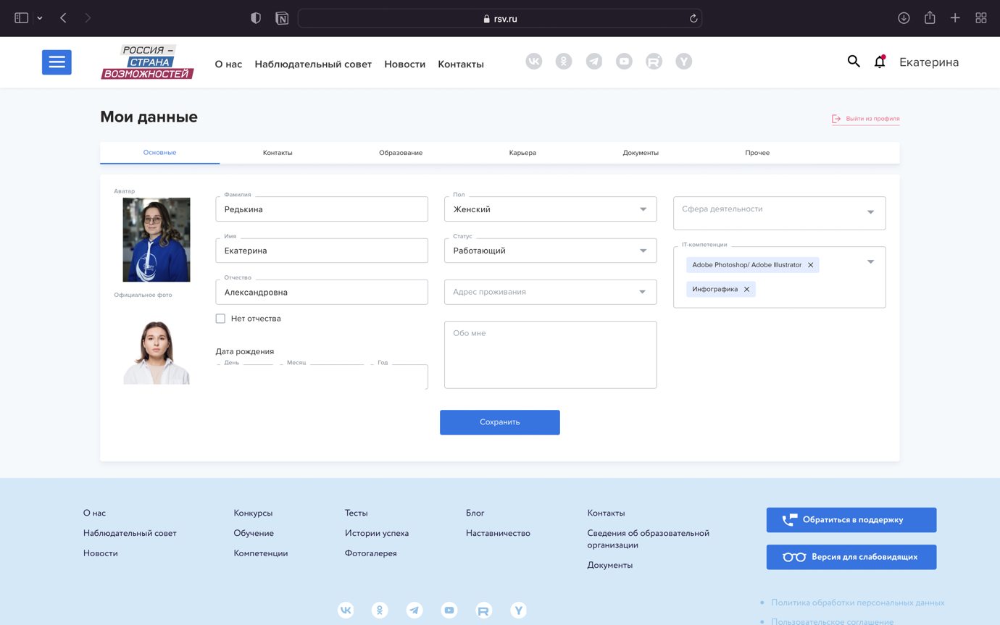 rsv.ru
РОССИЯ –
СТРАНА
ВОЗМОЖНОСТЕЙ
О нас
Наблюдательный совет
Новости
Контакты
Екатерина
Мои данные
Выйти из профиля
Основные
Контакты
Образование
Карьера
Документы
Прочее
Аватар
Официальное фото
Фамилия
Редькина
Имя
Екатерина
Отчество
Александровна
Нет отчества
Дата рождения
День
Месяц
Год
Пол
Женский
Статус
Работающий
Адрес проживания
Обо мне
Сфера деятельности
IT-компетенции
Adobe Photoshop/ Adobe Illustrator
Инфографика
Сохранить
О нас
Наблюдательный совет
Новости
Конкурсы
Обучение
Компетенции
Тесты
Истории успеха
Фотогалерея
Блог
Наставничество
Контакты
Сведения об образовательной
организации
Документы
Обратиться в поддержку
Версия для слабовидящих
Политика обработки персональных данных
Пользовательское соглашение